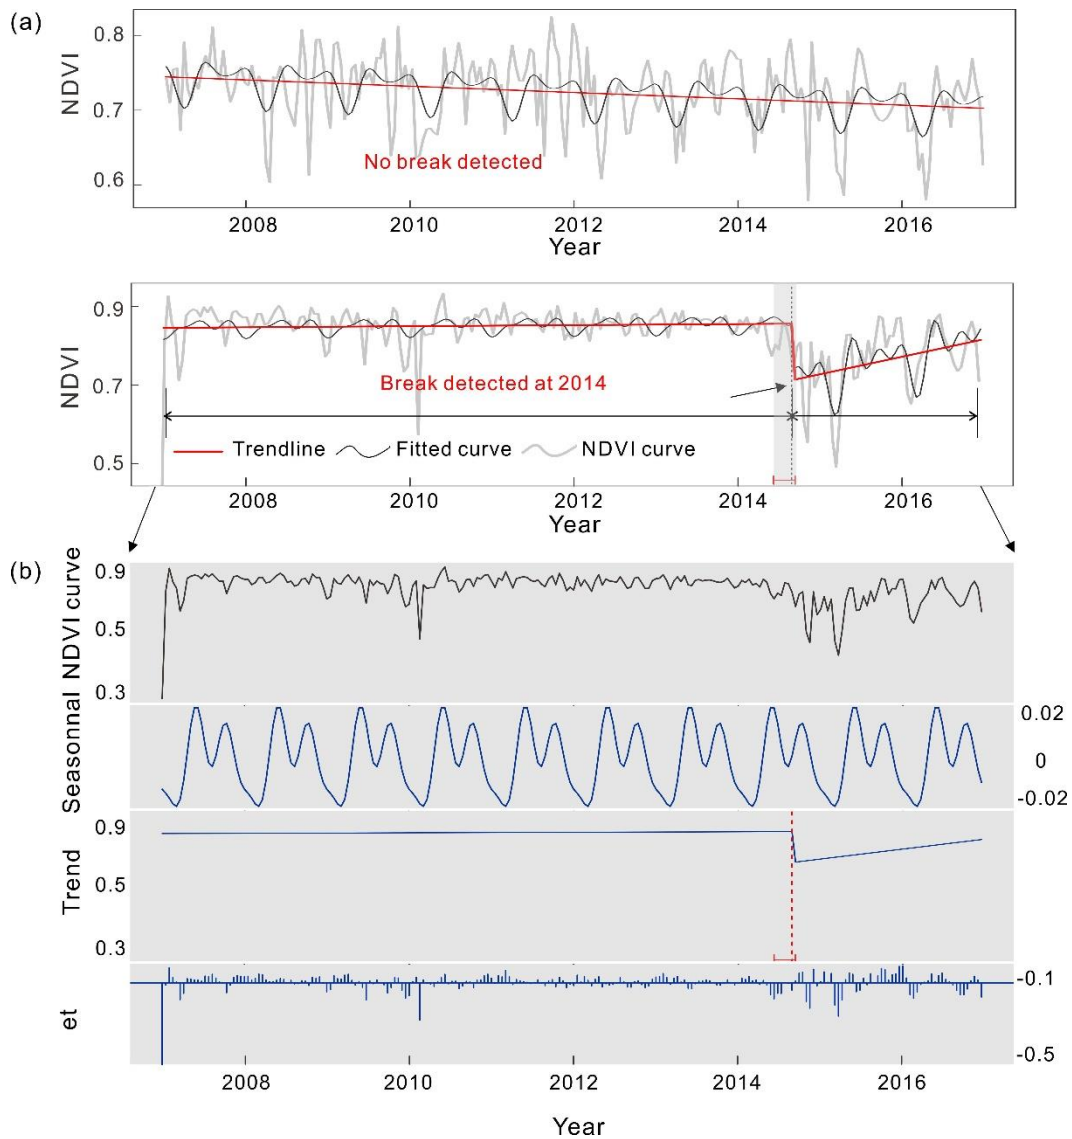 (a)
NDVI
0.8
0.7
0.6
No break detected
2008 2010 2012 2014 2016
Year
NDVI
0.9
0.7
0.5
Break detected at 2014
Trendline Fitted curve NDVI curve
2008 2010 2012 2014 2016
Year
(b)
NDVI curve
0.9
0.5
0.3
Seasonnal
0.02
0
-0.02
Trend
0.9
0.5
0.3
et
-0.1
-0.5
2008 2010 2012 2014 2016
Year